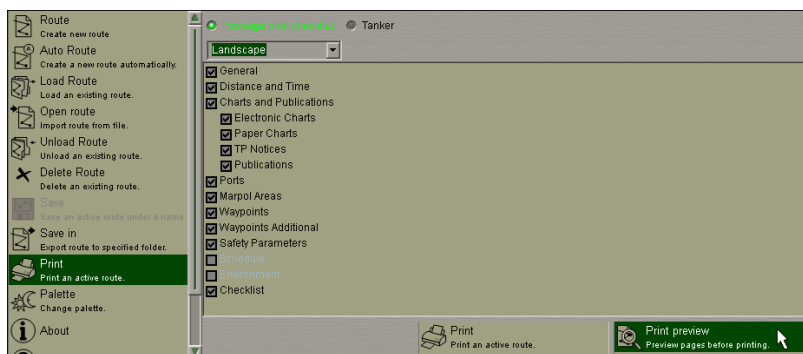 Route
Create new route
Auto Route
Create a new route automatically.
Load Route
Load an existing route.
Open route
Import route from file.
Unload Route
Unload an existing route.
Delete Route
Delete an existing route.
Save
Save an active route under a name.
Save in
Export route to specified folder.
Print
Print an active route.
Palette
Change palette.
About
Tanker
Landscape
General
Distance and Time
Charts and Publications
Electronic Charts
Paper Charts
TP Notices
Publications
Ports
Marpol Areas
Waypoints
Waypoints Additional
Safety Parameters
Schedule
Environment
Checklist
Print
Print an active route.
Print preview
Preview pages before printing.